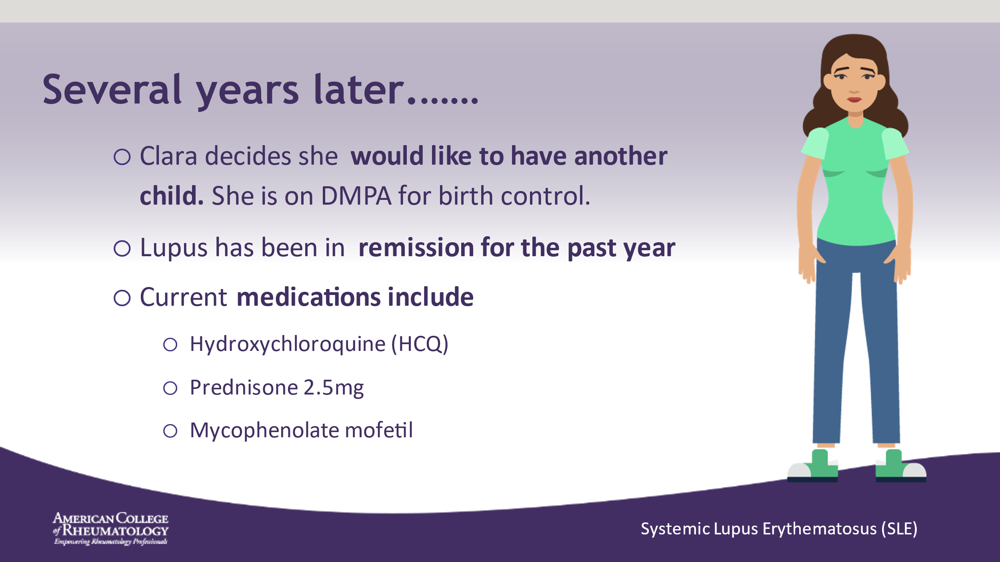 Several years later.......
○ Clara decides she would like to have another
child. She is on DMPA for birth control.
○ Lupus has been in remission for the past year
○ Current medications include
○ Hydroxychloroquine (HCQ)
○ Prednisone 2.5mg
○ Mycophenolate mofetil
AMERICAN COLLEGE
of RHEUMATOLOGY
Empowering Rheumatology Professionals
Systemic Lupus Erythematosus (SLE)